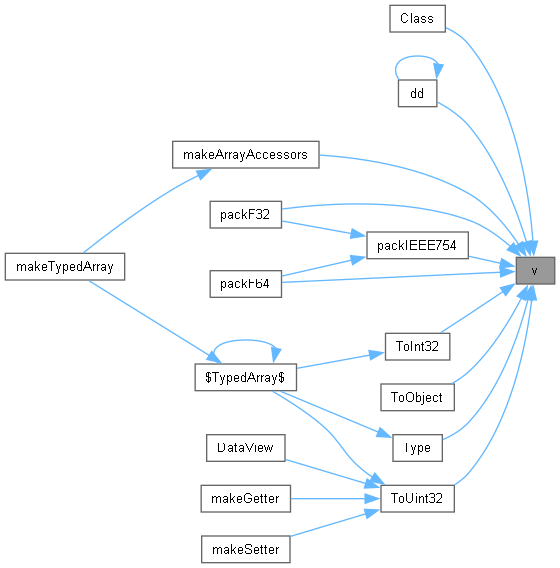 Class
dd
makeArrayAccessors
packF32
packIEEE754
makeTypedArray
v
packF64
ToInt32
$TypedArray$
ToObject
DataView
Type
makeGetter
ToUint32
makeSetter